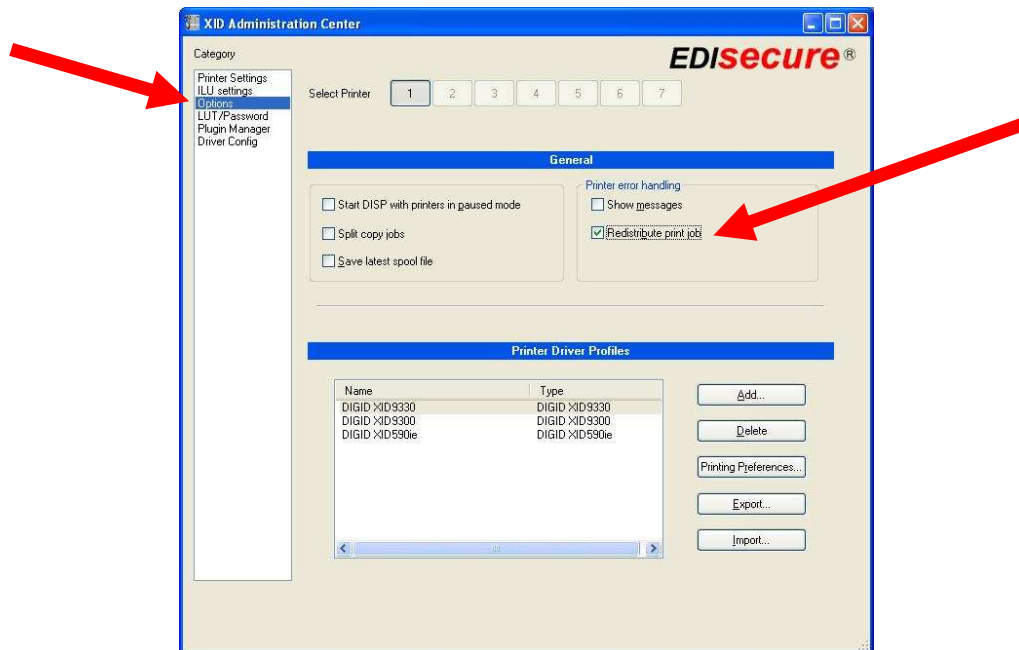 XID Administration Center
Category
EDIsecure®
Printer Settings
ILU settings
Options
LUT/Password
Plugin Manager
Driver Config
Select Printer 1 2 3 4 5 6 7
General
Printer error handling
Start DISP with printers in paused mode
Show messages
Split copy jobs
Redistribute print job
Save latest spool file
Printer Driver Profiles
Name Type
DIGID XID9330 DIGID XID9330
DIGID XID9300 DIGID XID9300
DIGID XID590ie DIGID XID590ie
Add...
Delete
Printing Preferences...
Export...
Import...